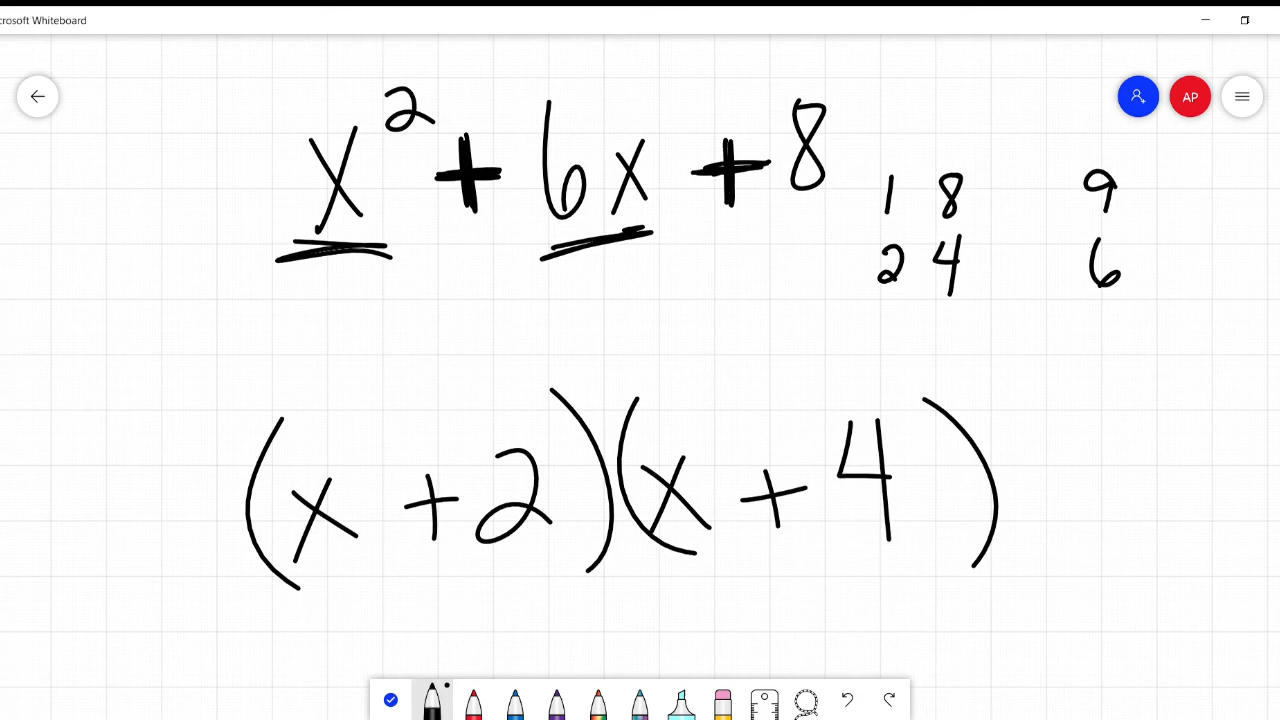 crosoft Whiteboard
AP
x² + 6x + 8
1 8 9
2 4 6
(x + 2)(x + 4)